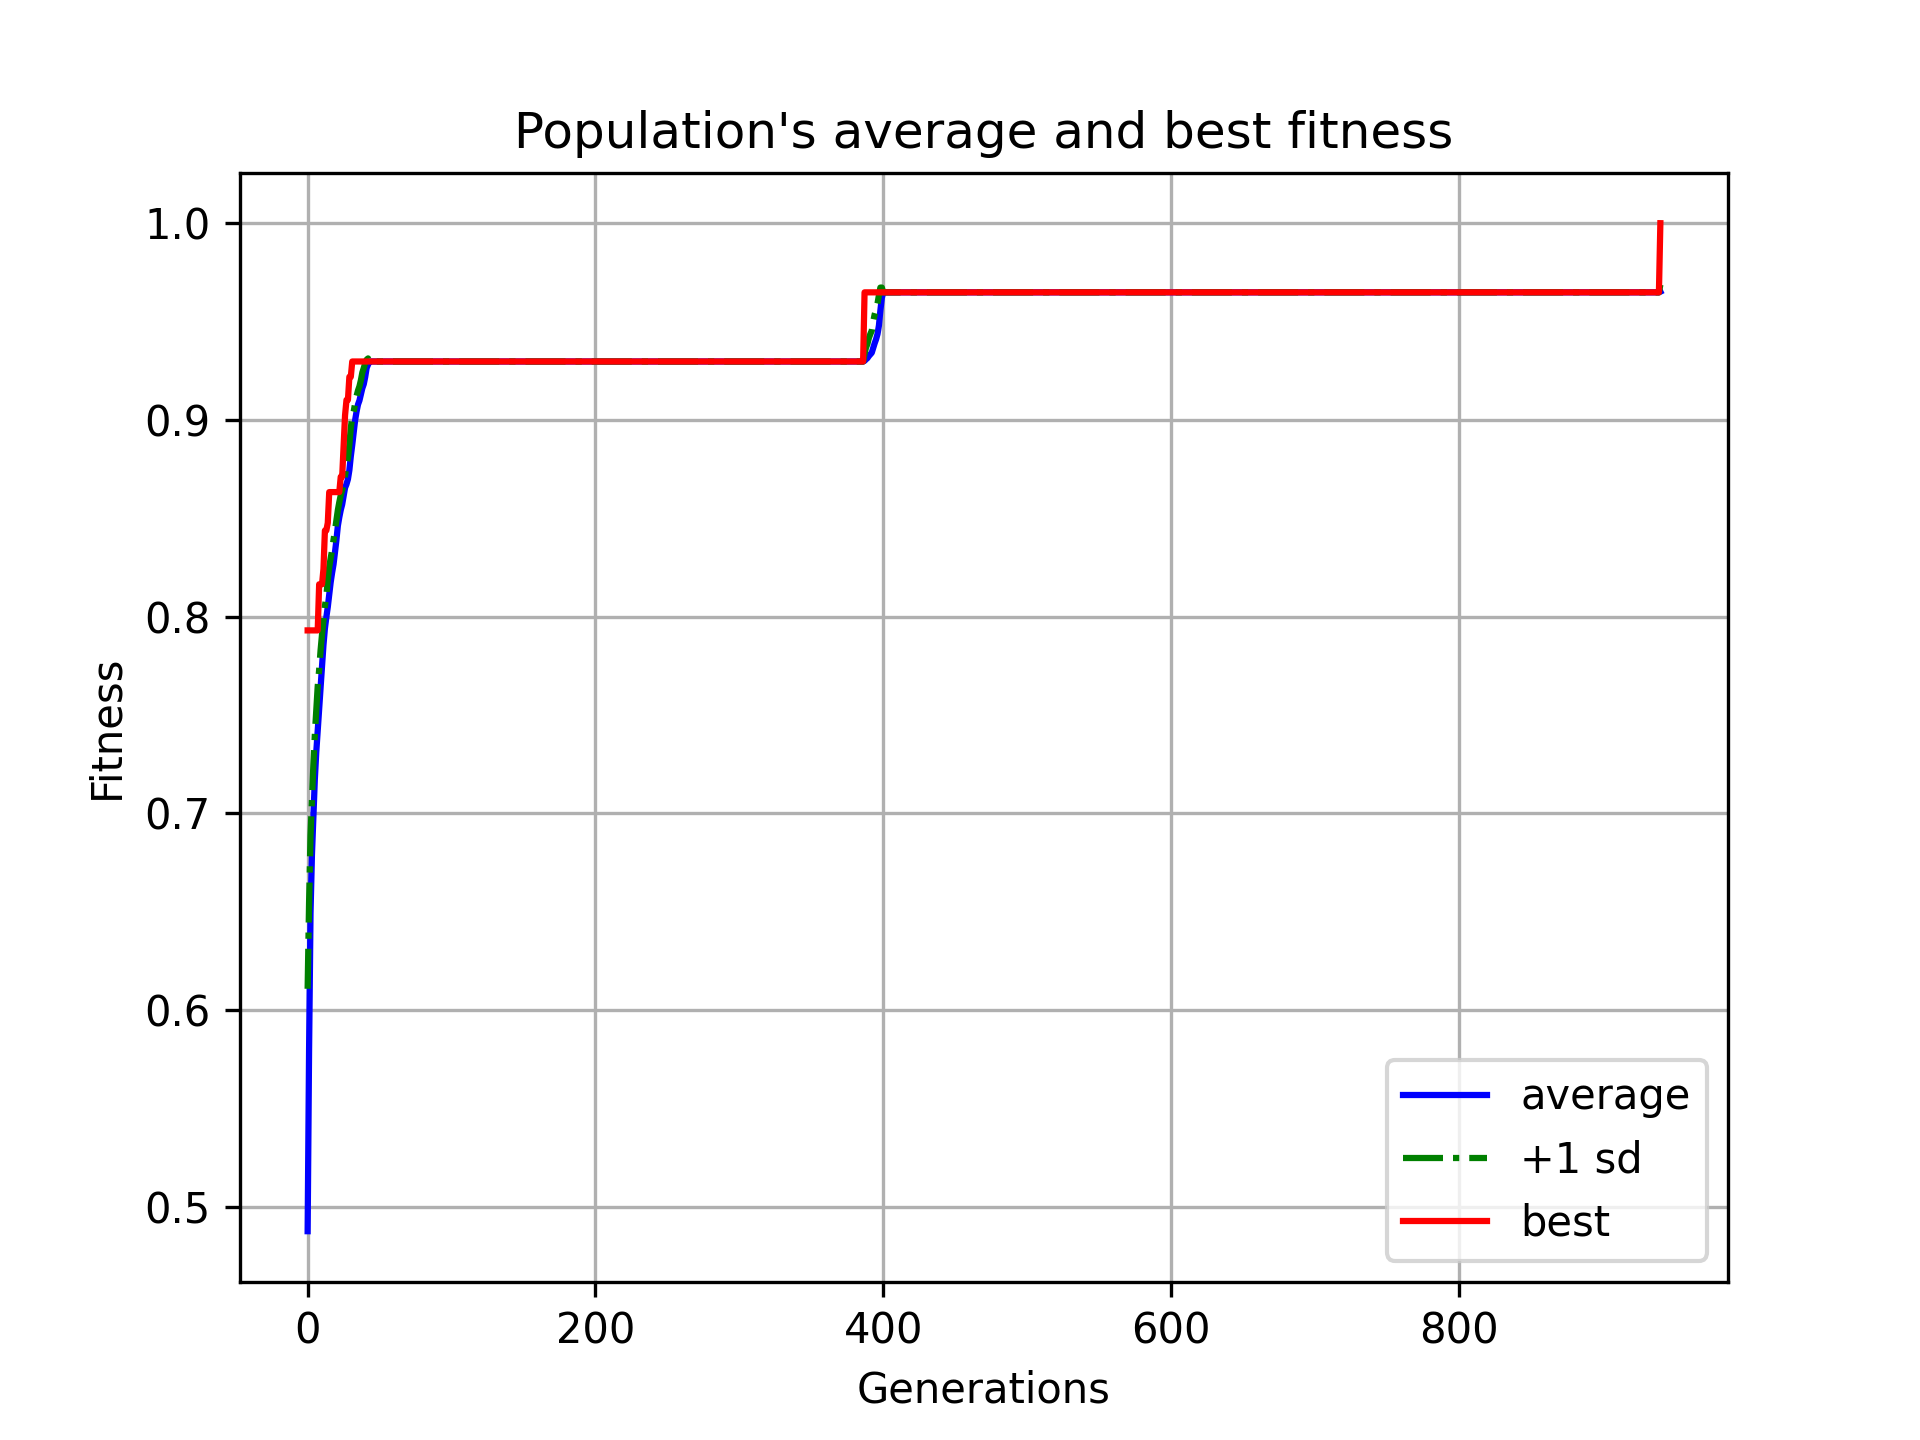 Population's average and best fitness
1.0
0.9
0.8
0.7
0.6
0.5
Fitness
0 200 400 600 800
Generations
average
+1 sd
best